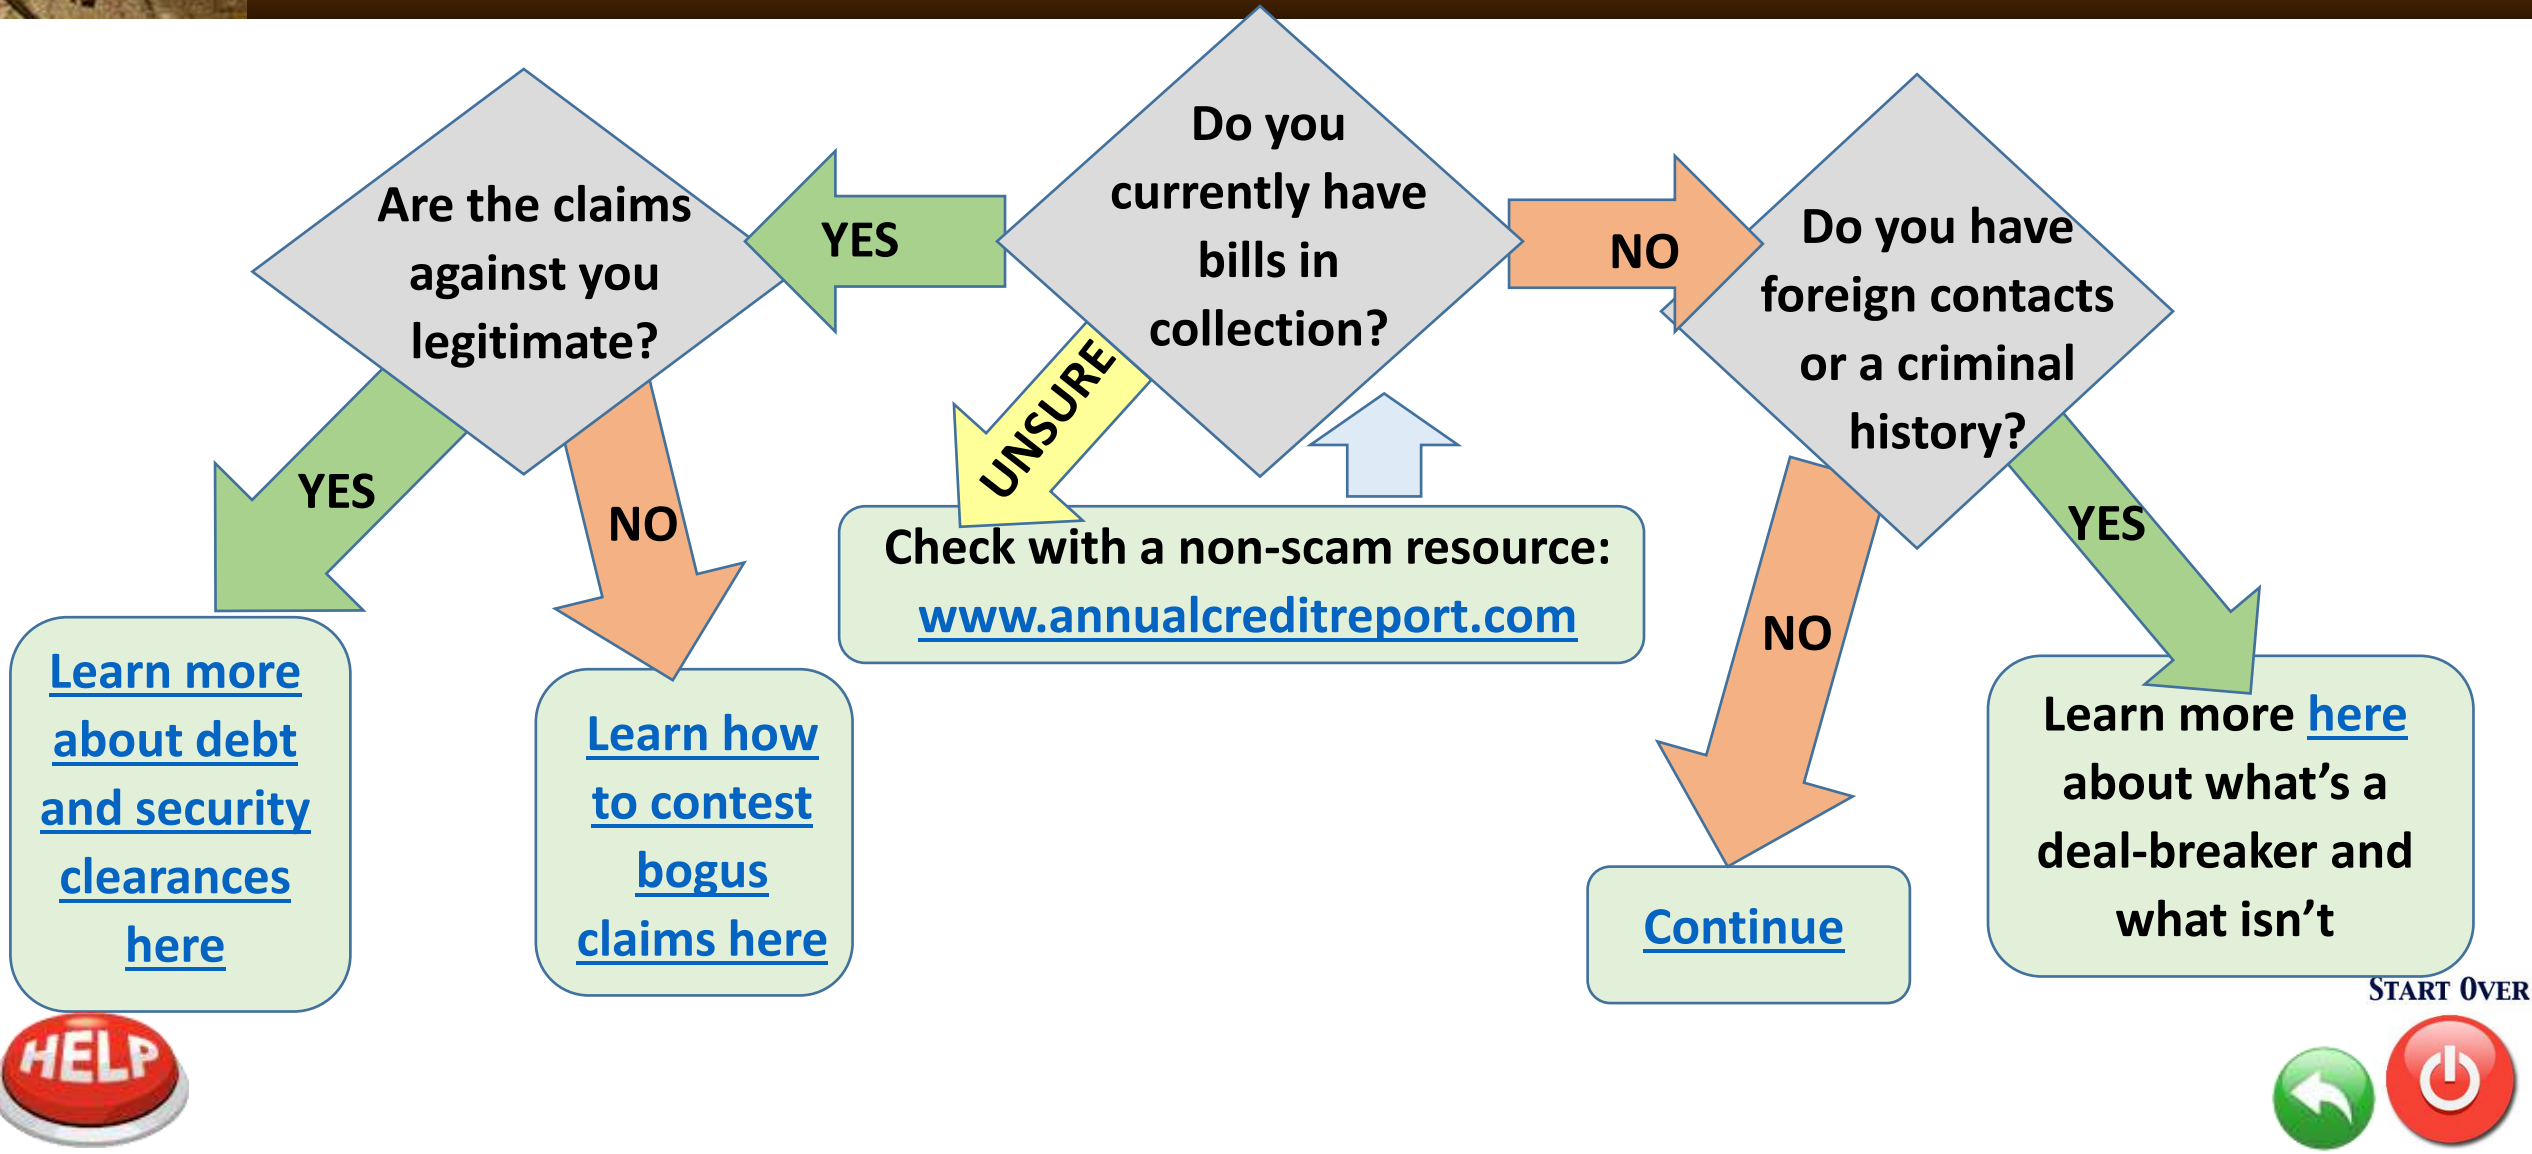 Do you
currently have
bills in
collection?
YES
NO
UNSURE
Are the claims
against you
legitimate?
YES
NO
Check with a non-scam resource:
www.annualcreditreport.com
Do you have
foreign contacts
or a criminal
history?
NO
YES
Learn more
about debt
and security
clearances
here
Learn how
to contest
bogus
claims here
Continue
Learn more here
about what’s a
deal-breaker and
what isn’t
START OVER
HELP